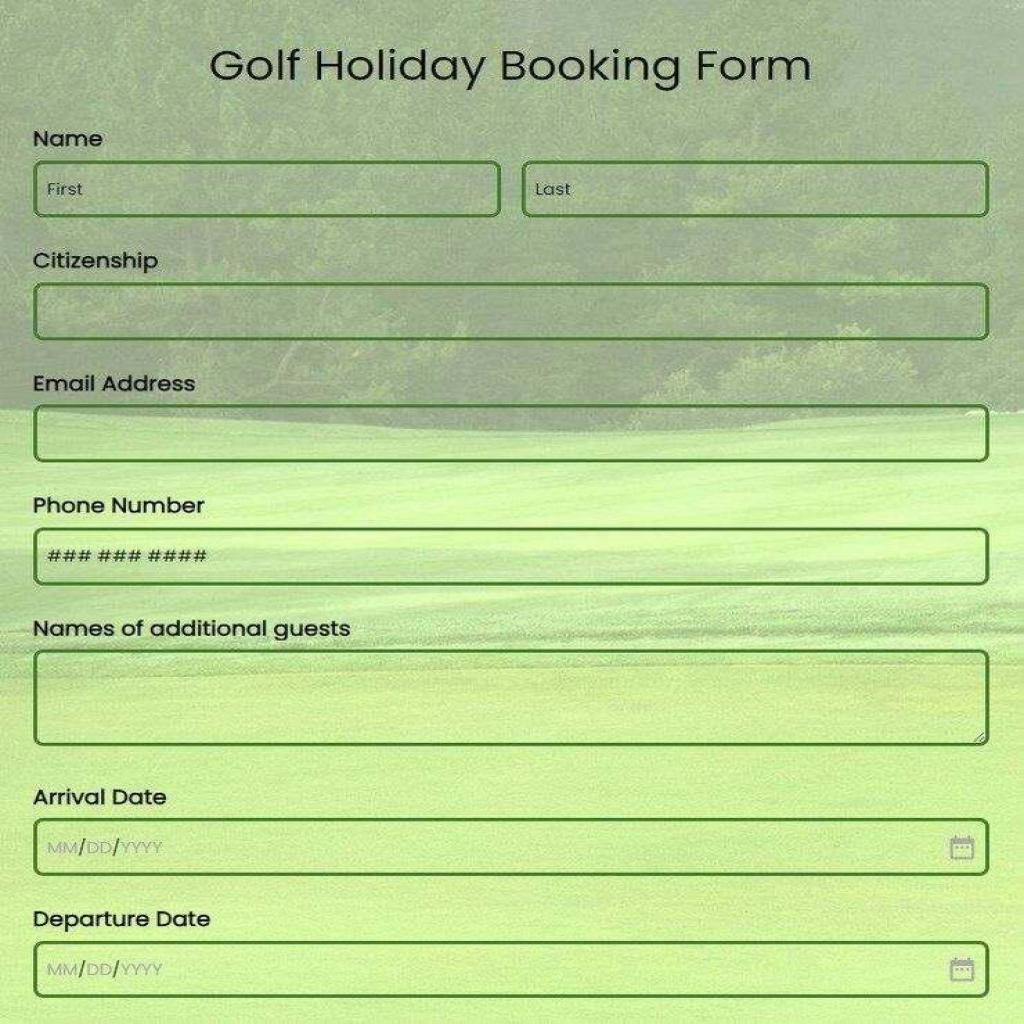 Golf Holiday Booking Form
Name
First Last
Citizenship
Email Address
Phone Number
### ### ####
Names of additional guests
Arrival Date
MM/DD/YYYY
Departure Date
MM/DD/YYYY